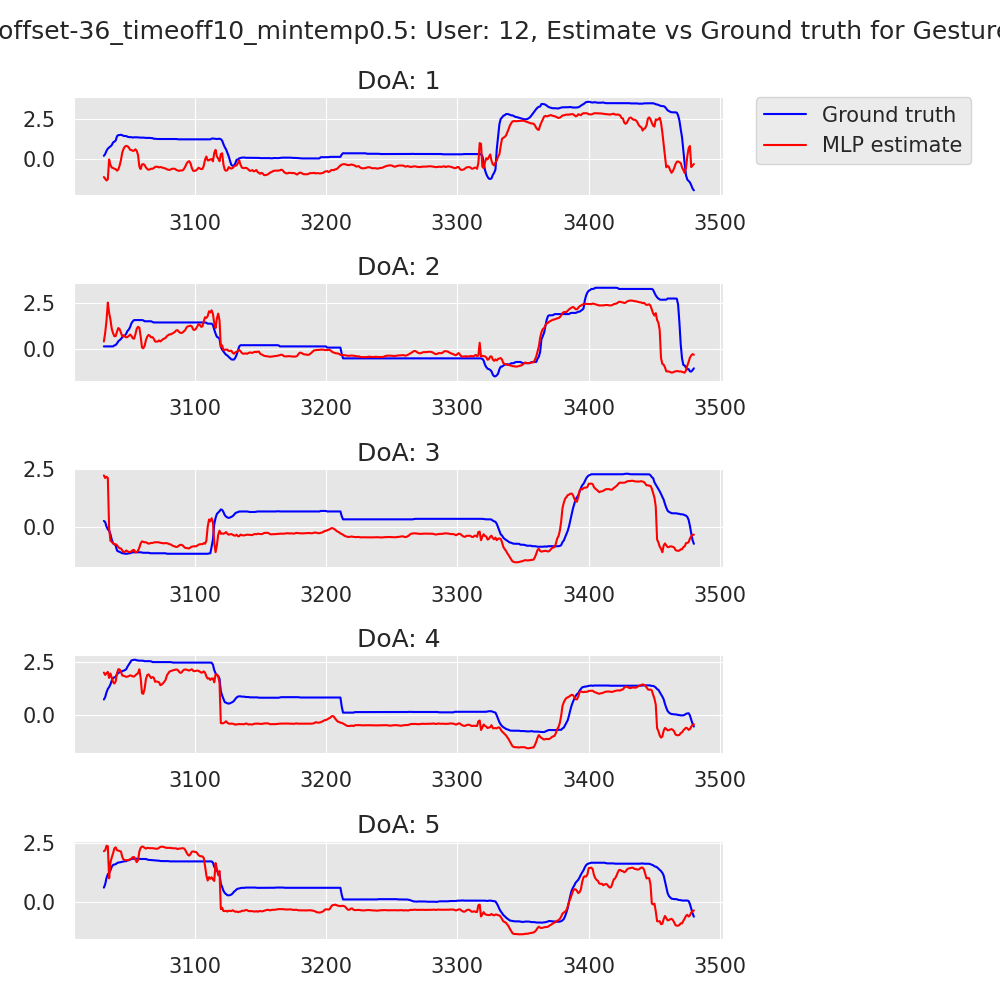 offset-36_timeoff10_mintemp0.5: User: 12, Estimate vs Ground truth for Gesture
DoA: 1
Ground truth
MLP estimate
2.5
0.0
3100 3200 3300 3400 3500
DoA: 2
2.5
0.0
3100 3200 3300 3400 3500
DoA: 3
2.5
0.0
3100 3200 3300 3400 3500
DoA: 4
2.5
0.0
3100 3200 3300 3400 3500
DoA: 5
2.5
0.0
3100 3200 3300 3400 3500